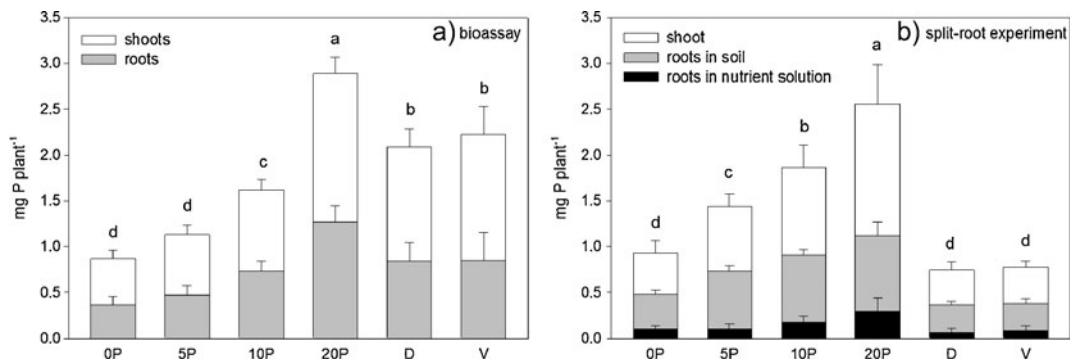 a) bioassay
shoots
roots
mg P plant⁻¹
3.5
3.0
2.5
2.0
1.5
1.0
0.5
0.0
d
d
c
a
b
b
0P 5P 10P 20P D V
b) split-root experiment
shoot
roots in soil
roots in nutrient solution
mg P plant⁻¹
3.5
3.0
2.5
2.0
1.5
1.0
0.5
0.0
d
c
b
a
d
d
0P 5P 10P 20P D V